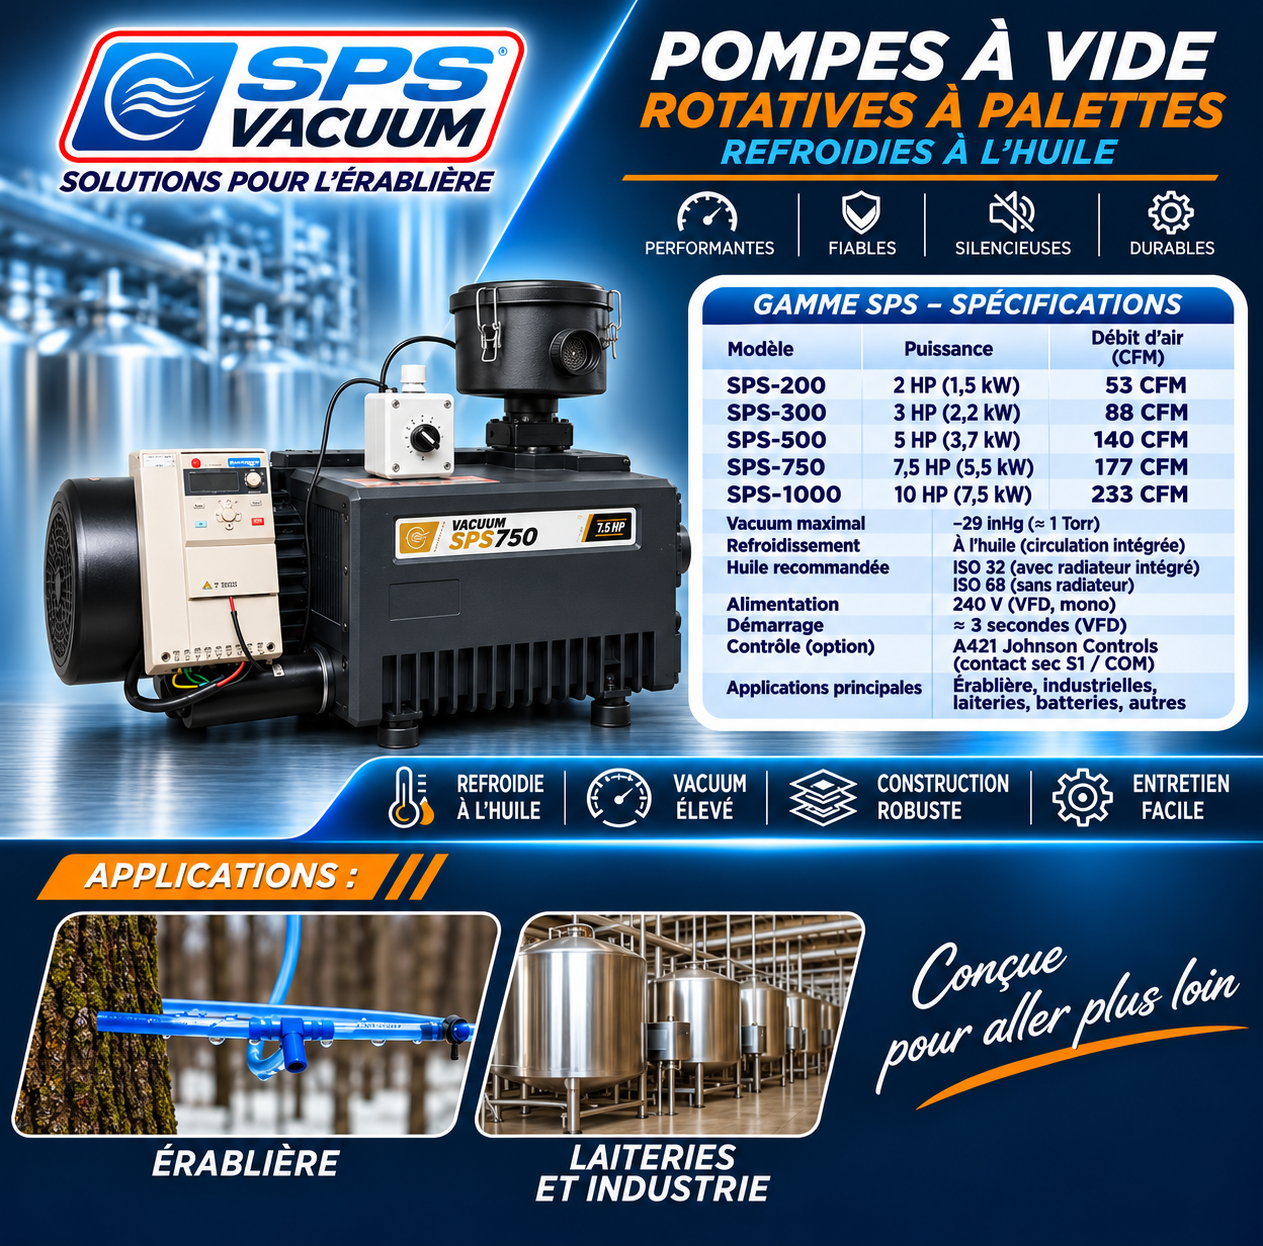 SPS®
VACUUM
SOLUTIONS POUR L'ÉRABLIÈRE
POMPES À VIDE
ROTATIVES À PALETTES
REFROIDIES À L'HUILE
PERFORMANTES
FIABLES
SILENCIEUSES
DURABLES
GAMME SPS – SPÉCIFICATIONS
Modèle Puissance Débit d'air (CFM)
SPS-200 2 HP (1,5 kW) 53 CFM
SPS-300 3 HP (2,2 kW) 88 CFM
SPS-500 5 HP (3,7 kW) 140 CFM
SPS-750 7,5 HP (5,5 kW) 177 CFM
SPS-1000 10 HP (7,5 kW) 233 CFM
Vacuum maximal –29 inHg (≈ 1 Torr)
Refroidissement À l'huile (circulation intégrée)
Huile recommandée ISO 32 (avec radiateur intégré)
ISO 68 (sans radiateur)
Alimentation 240 V (VFD, mono)
Démarrage ≈ 3 secondes (VFD)
Contrôle (option) A421 Johnson Controls
(contact sec S1 / COM)
Applications principales Érablière, industrielles,
laiteries, batteries, autres
VACUUM
SPS750
7.5 HP
REFROIDIE
À L'HUILE
VACUUM
ÉLEVÉ
CONSTRUCTION
ROBUSTE
ENTRETIEN
FACILE
APPLICATIONS :
Conçue
pour aller plus loin
ÉRABLIÈRE
LAITERIES
ET INDUSTRIE